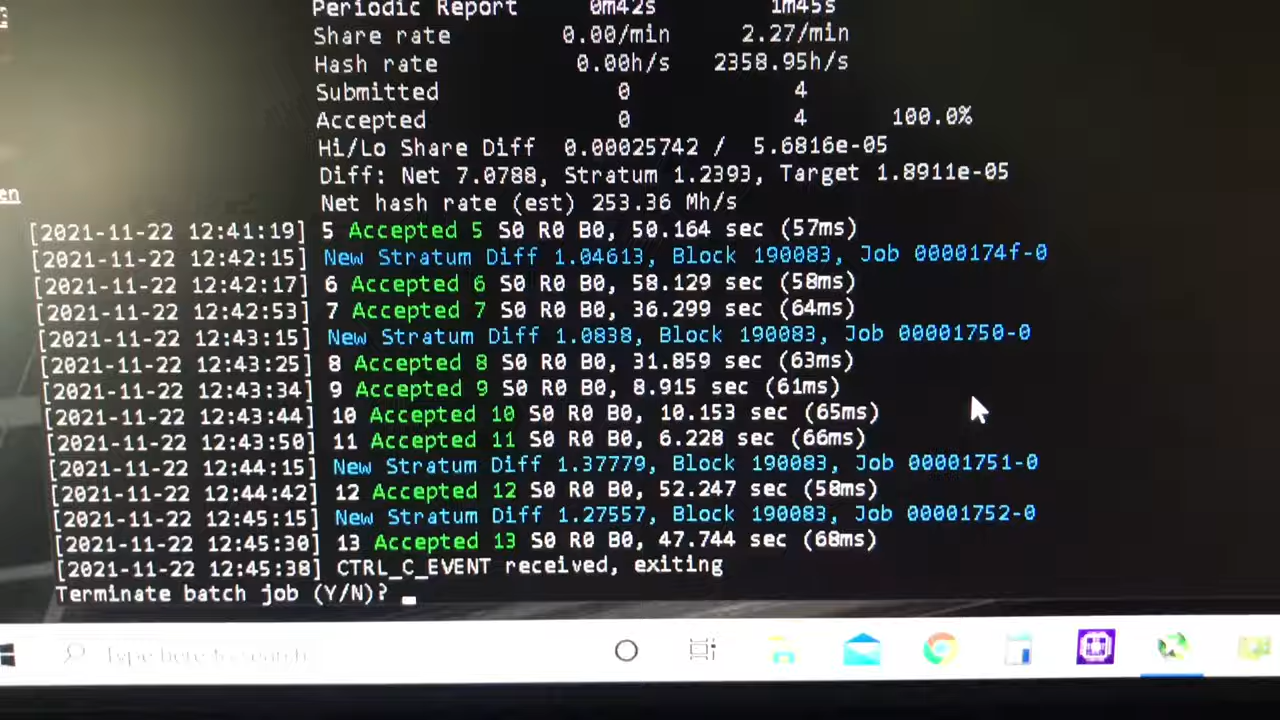 Periodic Report 0m42s 1m45s
Share rate 0.00/min 2.27/min
Hash rate 0.00h/s 2358.95h/s
Submitted 0 4
Accepted 0 4 100.0%
Hi/Lo Share Diff 0.00025742 / 5.6816e-05
Diff: Net 7.0788, Stratum 1.2393, Target 1.8911e-05
en
Net hash rate (est) 253.36 Mh/s
[2021-11-22 12:41:19] 5 Accepted 5 S0 R0 B0, 50.164 sec (57ms)
[2021-11-22 12:42:15] New Stratum Diff 1.04613, Block 190083, Job 0000174f-0
[2021-11-22 12:42:17] 6 Accepted 6 S0 R0 B0, 58.129 sec (58ms)
[2021-11-22 12:42:53] 7 Accepted 7 S0 R0 B0, 36.299 sec (64ms)
[2021-11-22 12:43:15] New Stratum Diff 1.0838, Block 190083, Job 00001750-0
[2021-11-22 12:43:25] 8 Accepted 8 S0 R0 B0, 31.859 sec (63ms)
[2021-11-22 12:43:34] 9 Accepted 9 S0 R0 B0, 8.915 sec (61ms)
[2021-11-22 12:43:44] 10 Accepted 10 S0 R0 B0, 10.153 sec (65ms)
[2021-11-22 12:43:50] 11 Accepted 11 S0 R0 B0, 6.228 sec (66ms)
[2021-11-22 12:44:15] New Stratum Diff 1.37779, Block 190083, Job 00001751-0
[2021-11-22 12:44:42] 12 Accepted 12 S0 R0 B0, 52.247 sec (58ms)
[2021-11-22 12:45:15] New Stratum Diff 1.27557, Block 190083, Job 00001752-0
[2021-11-22 12:45:30] 13 Accepted 13 S0 R0 B0, 47.744 sec (68ms)
[2021-11-22 12:45:38] CTRL_C_EVENT received, exiting
Terminate batch job (Y/N)? _
Type here to search